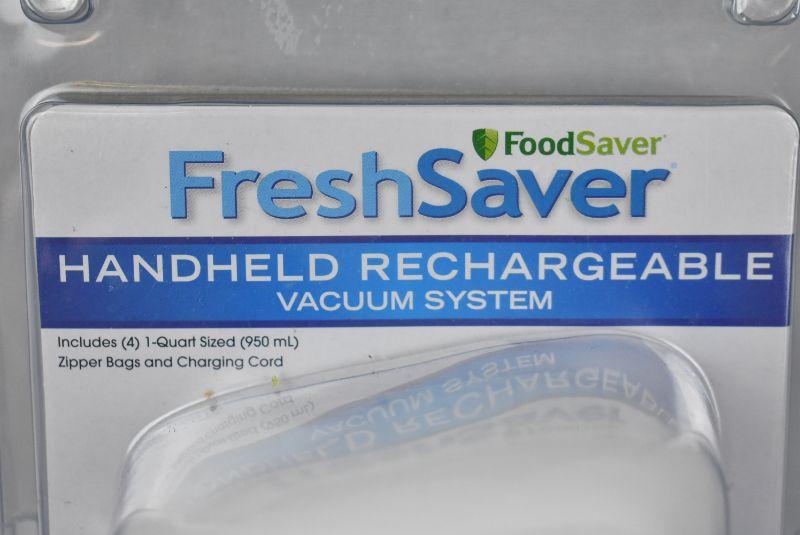 FoodSaver
FreshSaver
HANDHELD RECHARGEABLE
VACUUM SYSTEM
Includes (4) 1-Quart Sized (950 mL)
Zipper Bags and Charging Cord